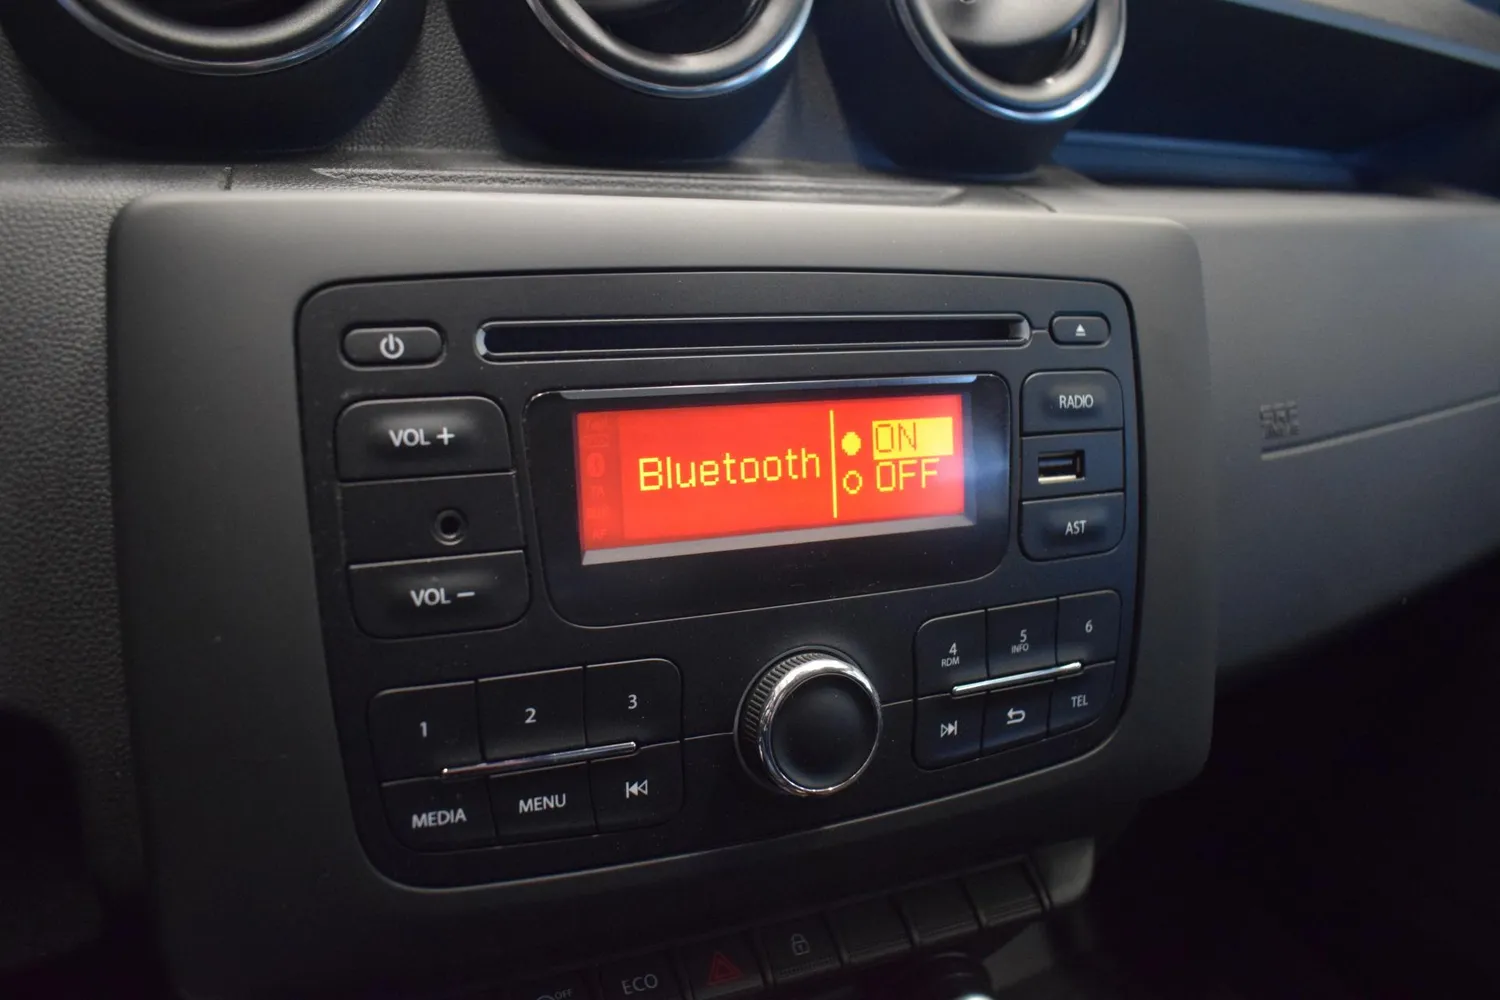 RADIO
VOL +
ON
Bluetooth
OFF
AST
VOL −
4
RDM
5
INFO
6
1
2
3
TEL
MEDIA
MENU
OFF
ECO